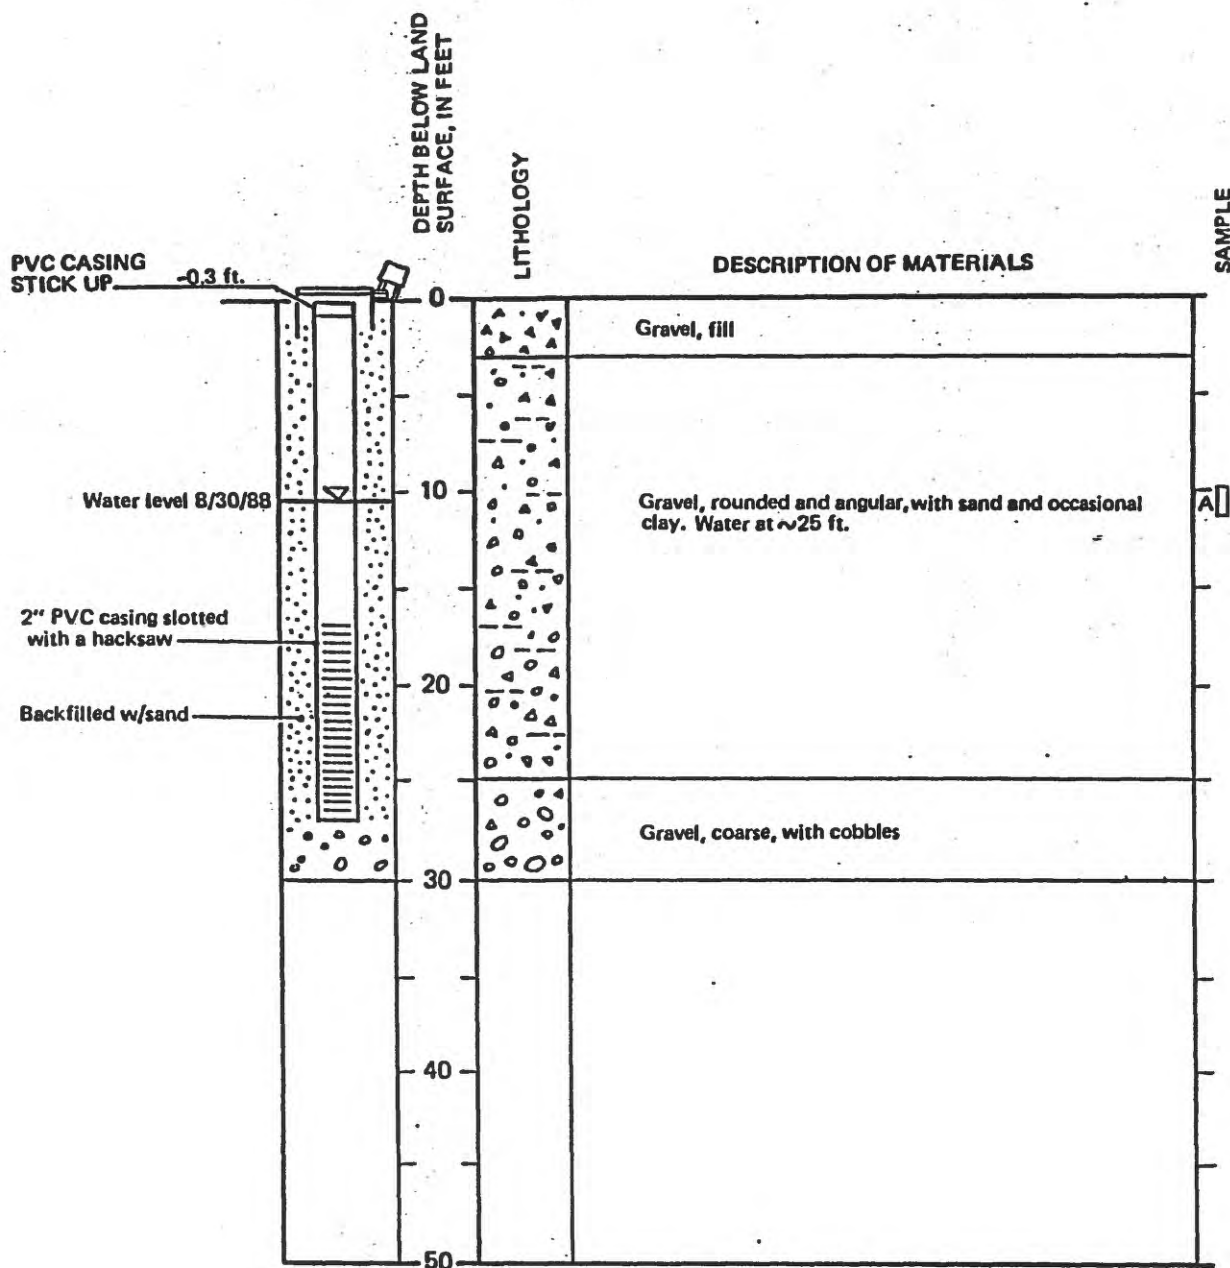 DEPTH BELOW LAND
SURFACE, IN FEET
LITHOLOGY
DESCRIPTION OF MATERIALS
SAMPLE
PVC CASING
STICK UP
-0.3 ft.
0
Gravel, fill
Water level 8/30/88
10
Gravel, rounded and angular, with sand and occasional
clay. Water at ~25 ft.
A
2" PVC casing slotted
with a hacksaw
20
Backfilled w/sand
Gravel, coarse, with cobbles
30
40
50